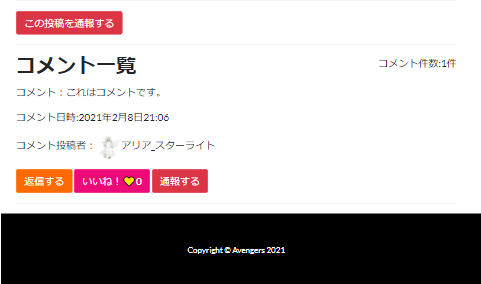 この投稿を通報する
コメント一覧
コメント件数:1件
コメント：これはコメントです。
コメント日時:2021年2月8日21:06
コメント投稿者： アリア_スターライト
返信する いいね！💛0 通報する
Copyright © Avengers 2021